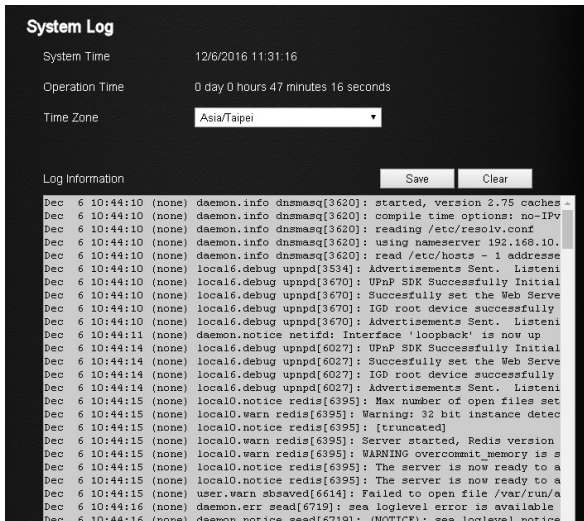 System Log
System Time 12/6/2016 11:31:16
Operation Time 0 day 0 hours 47 minutes 16 seconds
Time Zone Asia/Taipei
Log Information Save Clear
Dec  6 10:44:10 (none) daemon.info dnsmasq[3620]: started, version 2.75 caches
Dec  6 10:44:10 (none) daemon.info dnsmasq[3620]: compile time options: no-IPv
Dec  6 10:44:10 (none) daemon.info dnsmasq[3620]: reading /etc/resolv.conf
Dec  6 10:44:10 (none) daemon.info dnsmasq[3620]: using nameserver 192.168.10.
Dec  6 10:44:10 (none) daemon.info dnsmasq[3620]: read /etc/hosts - 1 addresse
Dec  6 10:44:10 (none) local6.debug upnpd[3534]: Advertisements Sent.  Listeni
Dec  6 10:44:10 (none) local6.debug upnpd[3670]: UPnP SDK Successfully Initial
Dec  6 10:44:10 (none) local6.debug upnpd[3670]: Succesfully set the Web Serve
Dec  6 10:44:10 (none) local6.debug upnpd[3670]: IGD root device successfully
Dec  6 10:44:10 (none) local6.debug upnpd[3670]: Advertisements Sent.  Listeni
Dec  6 10:44:11 (none) daemon.notice netifd: Interface 'loopback' is now up
Dec  6 10:44:14 (none) local6.debug upnpd[6027]: UPnP SDK Successfully Initial
Dec  6 10:44:14 (none) local6.debug upnpd[6027]: Succesfully set the Web Serve
Dec  6 10:44:14 (none) local6.debug upnpd[6027]: IGD root device successfully
Dec  6 10:44:14 (none) local6.debug upnpd[6027]: Advertisements Sent.  Listeni
Dec  6 10:44:15 (none) local0.notice redis[6395]: Max number of open files set
Dec  6 10:44:15 (none) local0.warn redis[6395]: Warning: 32 bit instance detec
Dec  6 10:44:15 (none) local0.notice redis[6395]: [truncated]
Dec  6 10:44:15 (none) local0.warn redis[6395]: Server started, Redis version
Dec  6 10:44:15 (none) local0.warn redis[6395]: WARNING overcommit_memory is s
Dec  6 10:44:15 (none) local0.notice redis[6395]: The server is now ready to a
Dec  6 10:44:15 (none) local0.notice redis[6395]: The server is now ready to a
Dec  6 10:44:15 (none) user.warn sbsaved[6614]: Failed to open file /var/run/a
Dec  6 10:44:16 (none) daemon.err sead[6719]: sea loglevel error is available
Dec  6 10:44:16 (none) daemon.notice sead[6719]: (NOTICE): sea loglevel notice